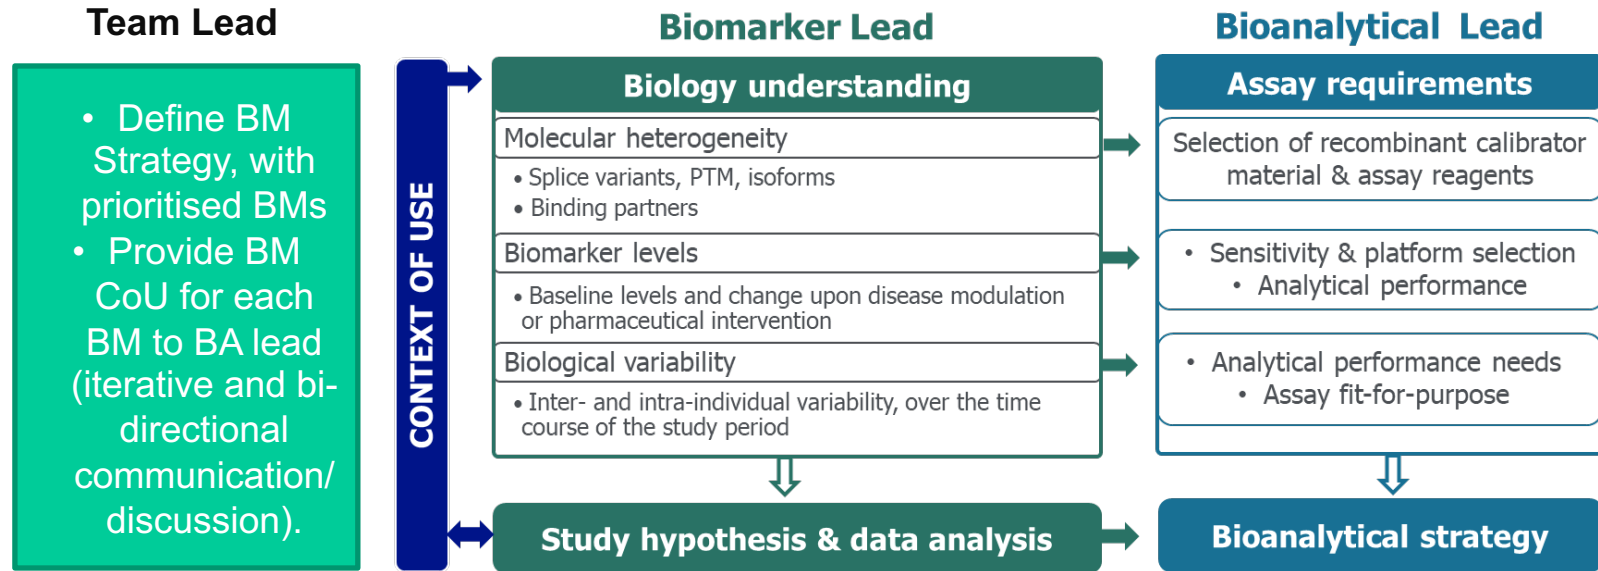 Team Lead
• Define BM
Strategy, with
prioritised BMs
• Provide BM
CoU for each
BM to BA lead
(iterative and bi-
directional
communication/
discussion).
CONTEXT OF USE
Biomarker Lead
Biology understanding
Molecular heterogeneity
• Splice variants, PTM, isoforms
• Binding partners
Biomarker levels
• Baseline levels and change upon disease modulation
or pharmaceutical intervention
Biological variability
• Inter- and intra-individual variability, over the time
course of the study period
Study hypothesis & data analysis
Bioanalytical Lead
Assay requirements
Selection of recombinant calibrator
material & assay reagents
• Sensitivity & platform selection
• Analytical performance
• Analytical performance needs
• Assay fit-for-purpose
Bioanalytical strategy